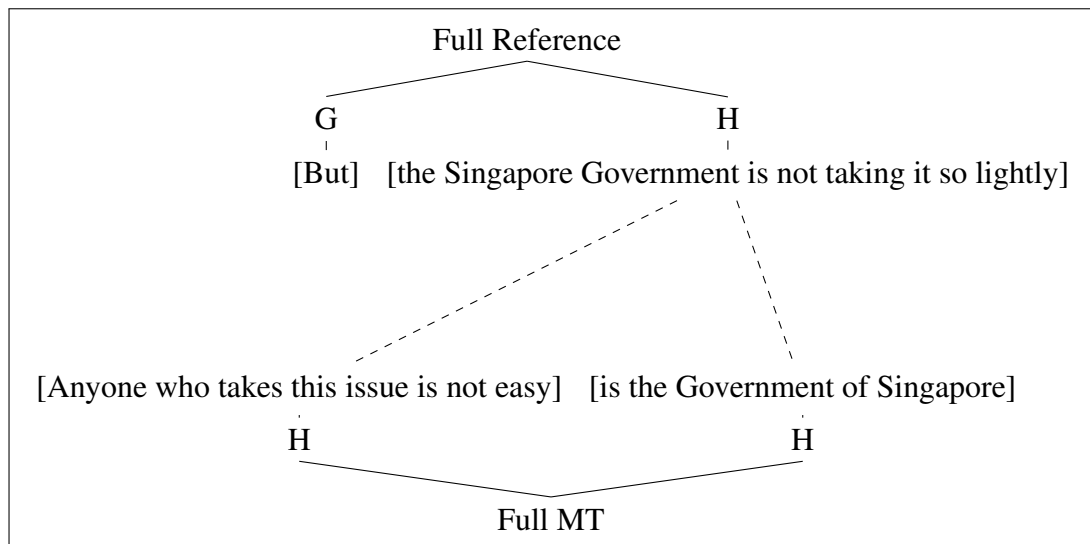 Full Reference
G H
[But] [the Singapore Government is not taking it so lightly]
[Anyone who takes this issue is not easy] [is the Government of Singapore]
H H
Full MT